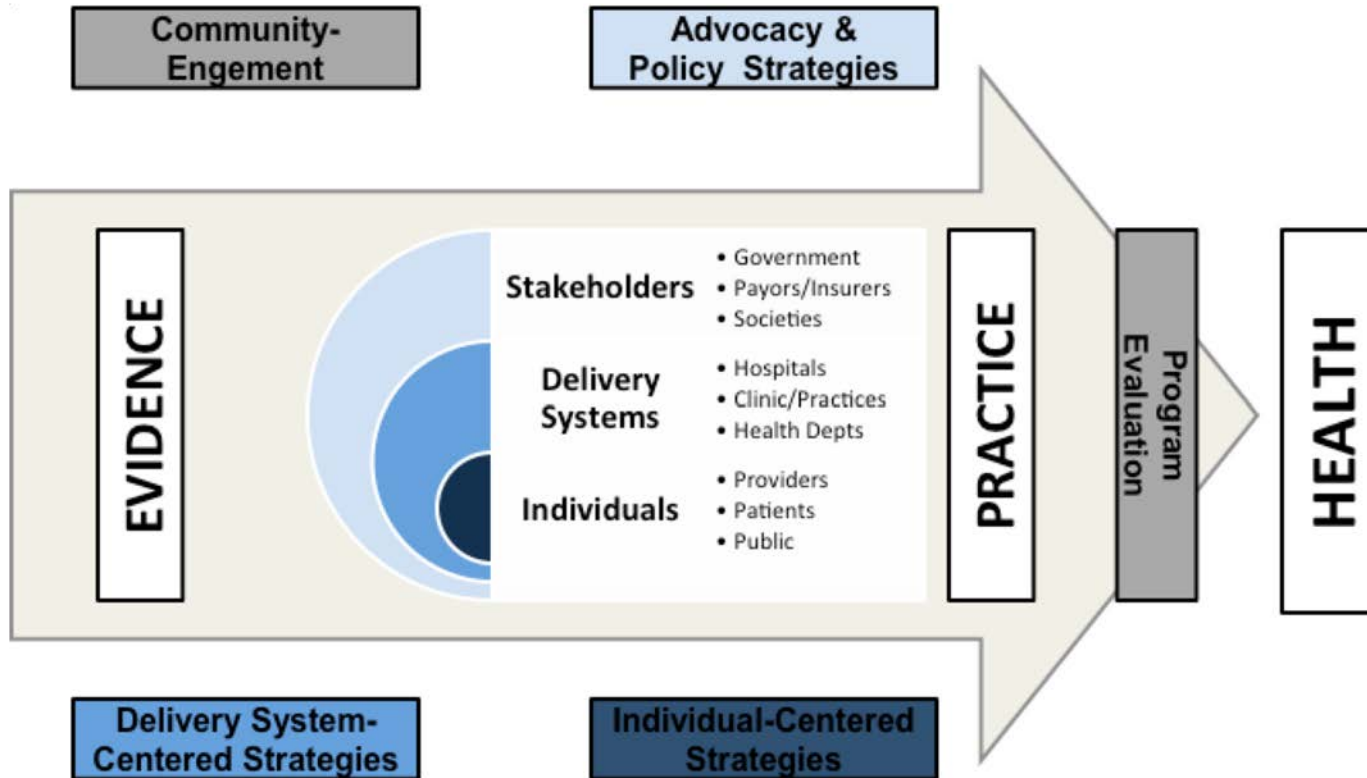 Community-
Engement
Advocacy &
Policy Strategies
EVIDENCE
Stakeholders
• Government
• Payors/Insurers
• Societies
Delivery
Systems
• Hospitals
• Clinic/Practices
• Health Depts
Individuals
• Providers
• Patients
• Public
PRACTICE
Program
Evaluation
HEALTH
Delivery System-
Centered Strategies
Individual-Centered
Strategies